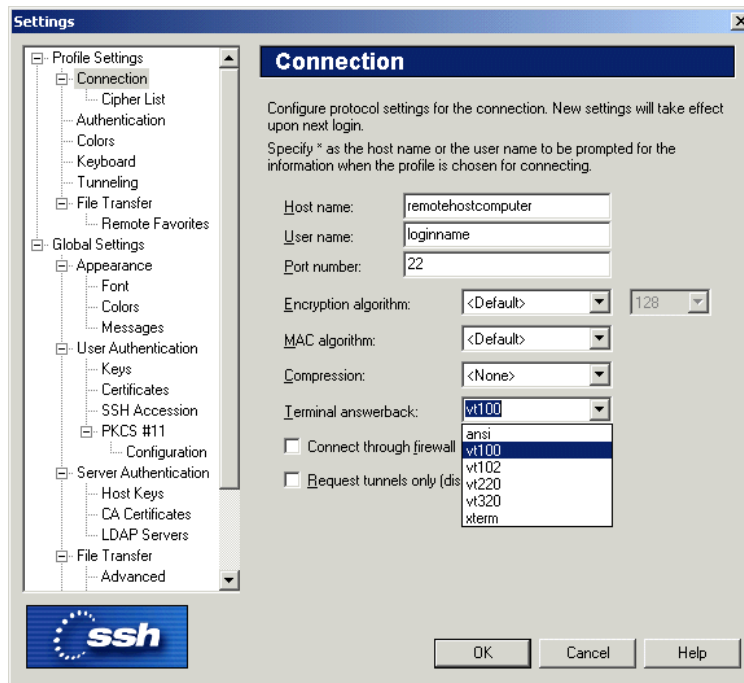 Settings
Profile Settings
Connection
Cipher List
Authentication
Colors
Keyboard
Tunneling
File Transfer
Remote Favorites
Global Settings
Appearance
Font
Colors
Messages
User Authentication
Keys
Certificates
SSH Accession
PKCS #11
Configuration
Server Authentication
Host Keys
CA Certificates
LDAP Servers
File Transfer
Advanced
ssh
Connection
Configure protocol settings for the connection. New settings will take effect
upon next login.
Specify * as the host name or the user name to be prompted for the
information when the profile is chosen for connecting.
Host name: remotehostcomputer
User name: loginname
Port number: 22
Encryption algorithm: <Default> 128
MAC algorithm: <Default>
Compression: <None>
Terminal answerback: vt100
ansi
vt100
vt102
vt220
vt320
xterm
Connect through firewall
Request tunnels only (dis
OK Cancel Help